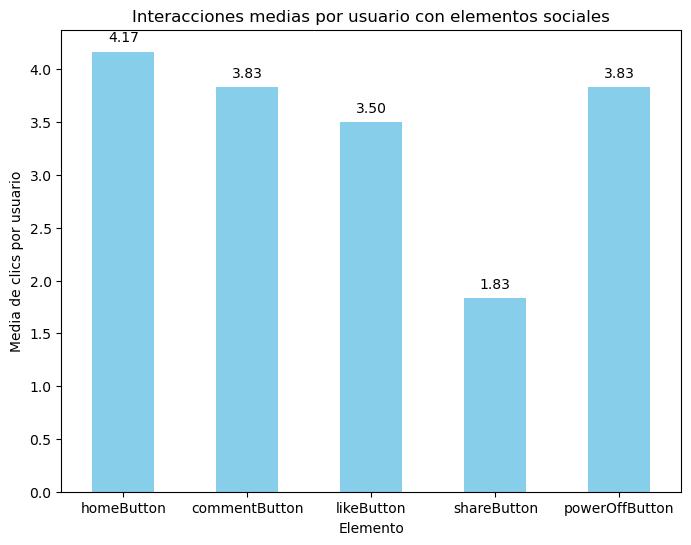 Interacciones medias por usuario con elementos sociales
4.17
3.83
3.50
1.83
3.83
4.0
3.5
3.0
2.5
2.0
1.5
1.0
0.5
0.0
Media de clics por usuario
homeButton
commentButton
likeButton
shareButton
powerOffButton
Elemento